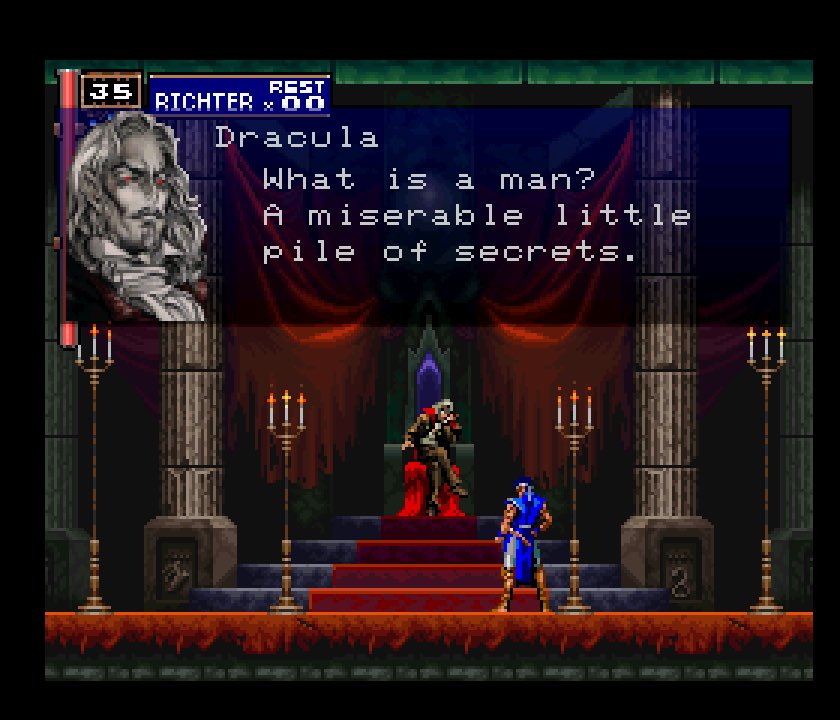 35
REST
RICHTER x 00
Dracula
What is a man?
A miserable little
pile of secrets.